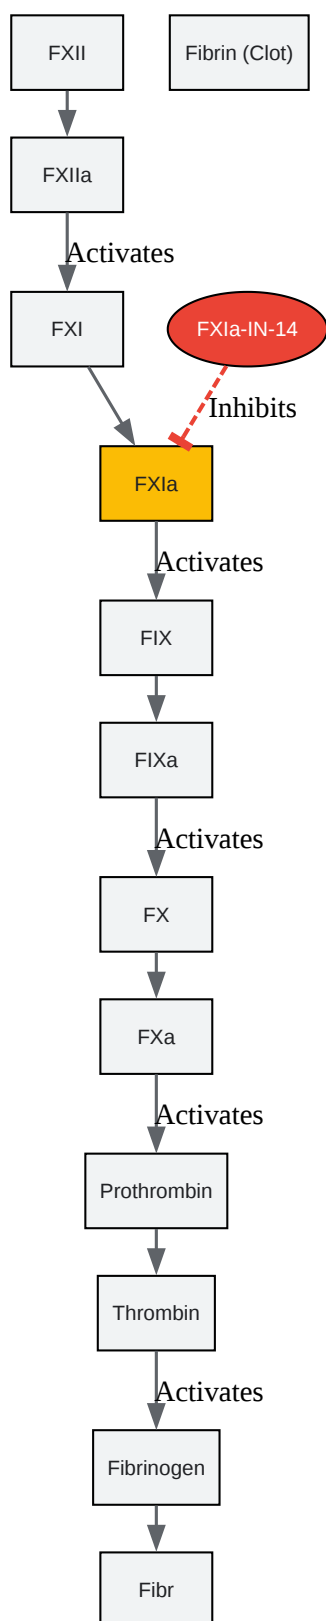 FXII
Fibrin (Clot)
FXIIa
Activates
FXI
FXIa-IN-14
Inhibits
FXIa
Activates
FIX
FIXa
Activates
FX
FXa
Activates
Prothrombin
Thrombin
Activates
Fibrinogen
Fibr